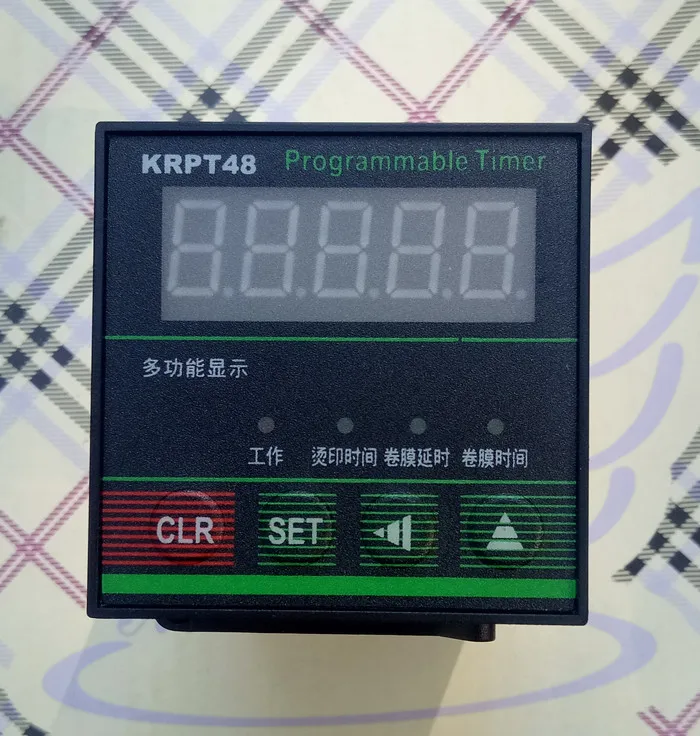 KRPT48 Programmable Timer
88888
多功能显示
工作 烫印时间 卷膜延时 卷膜时间
CLR SET